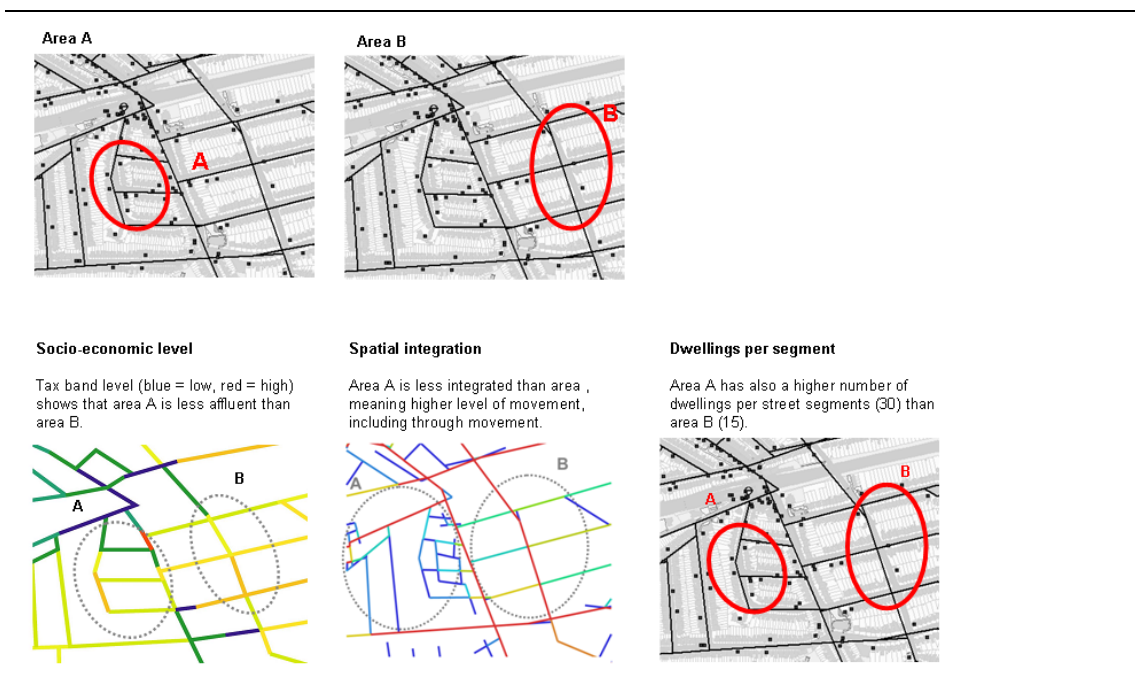 Area A
Area B
A
B
Socio-economic level
Tax band level (blue = low, red = high)
shows that area A is less affluent than
area B.
Spatial integration
Area A is less integrated than area ,
meaning higher level of movement,
including through movement.
Dwellings per segment
Area A has also a higher number of
dwellings per street segments (30) than
area B (15).
A
B
A
B
A
B